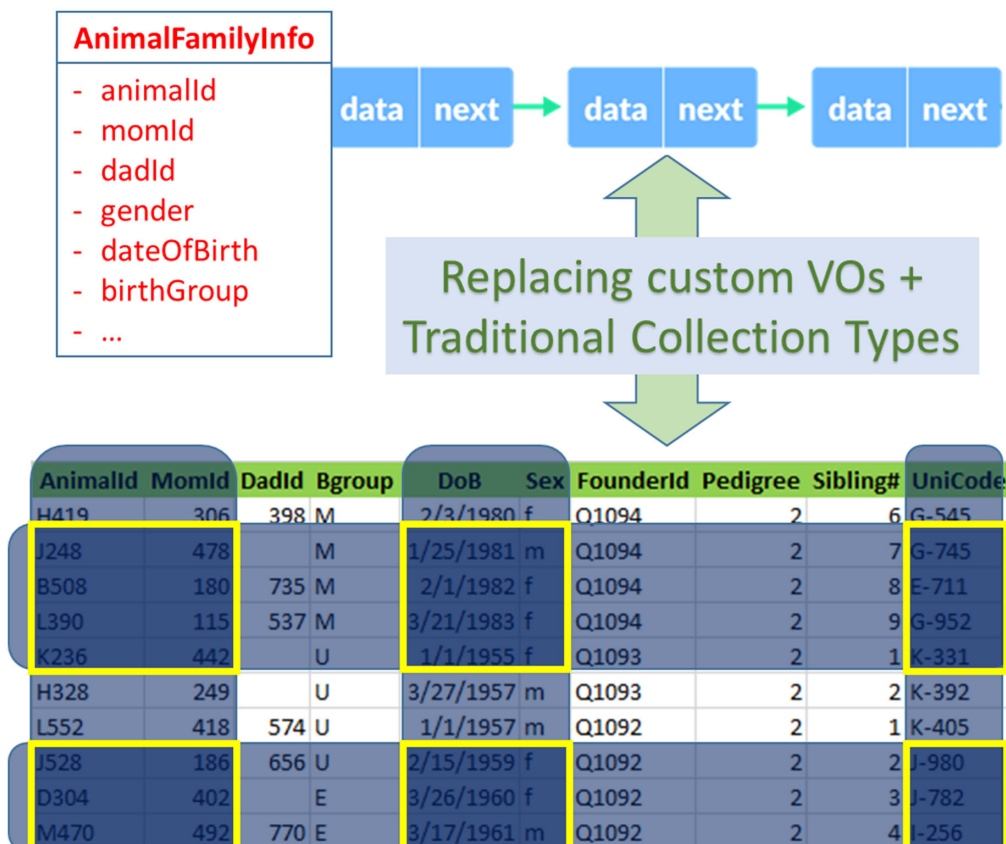 AnimalFamilyInfo
- animalId
- momId
- dadId
- gender
- dateOfBirth
- birthGroup
- ...
data next data next data next
Replacing custom VOs +
Traditional Collection Types
AnimalId MomId DadId Bgroup DoB Sex FounderId Pedigree Sibling# UniCode
H419 306 398 M 2/3/1980 f Q1094 2 6 G-545
J248 478 M 1/25/1981 m Q1094 2 7 G-745
B508 180 735 M 2/1/1982 f Q1094 2 8 E-711
L390 115 537 M 3/21/1983 f Q1094 2 9 G-952
K236 442 U 1/1/1955 f Q1093 2 1 K-331
H328 249 U 3/27/1957 m Q1093 2 2 K-392
L552 418 574 U 1/1/1957 m Q1092 2 1 K-405
J528 186 656 U 2/15/1959 f Q1092 2 2 J-980
D304 402 E 3/26/1960 f Q1092 2 3 J-782
M470 492 770 E 3/17/1961 m Q1092 2 4 I-256